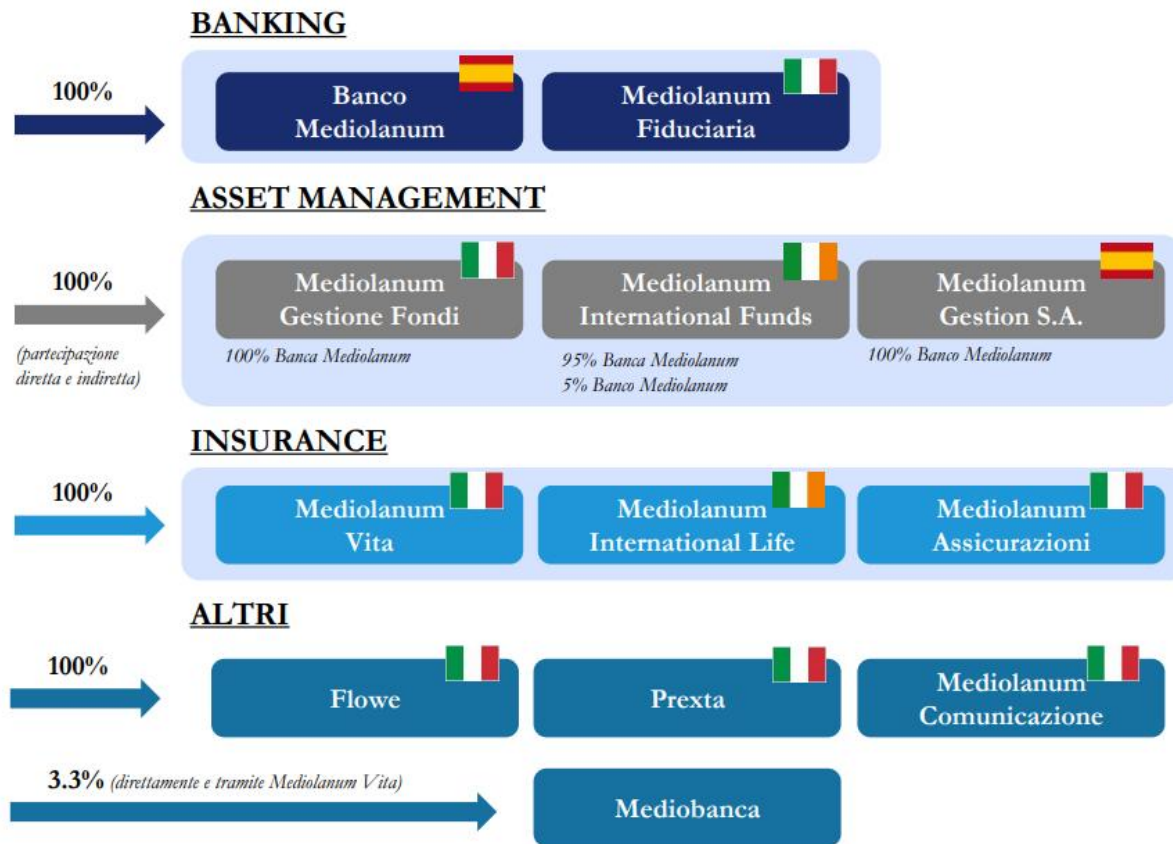 BANKING
100%
Banco
Mediolanum
Mediolanum
Fiduciaria
ASSET MANAGEMENT
100%
(partecipazione
diretta e indiretta)
Mediolanum
Gestione Fondi
100% Banca Mediolanum
Mediolanum
International Funds
95% Banca Mediolanum
5% Banco Mediolanum
Mediolanum
Gestion S.A.
100% Banco Mediolanum
INSURANCE
100%
Mediolanum
Vita
Mediolanum
International Life
Mediolanum
Assicurazioni
ALTRI
100%
Flowe
Prexta
Mediolanum
Comunicazione
3.3% (direttamente e tramite Mediolanum Vita)
Mediobanca